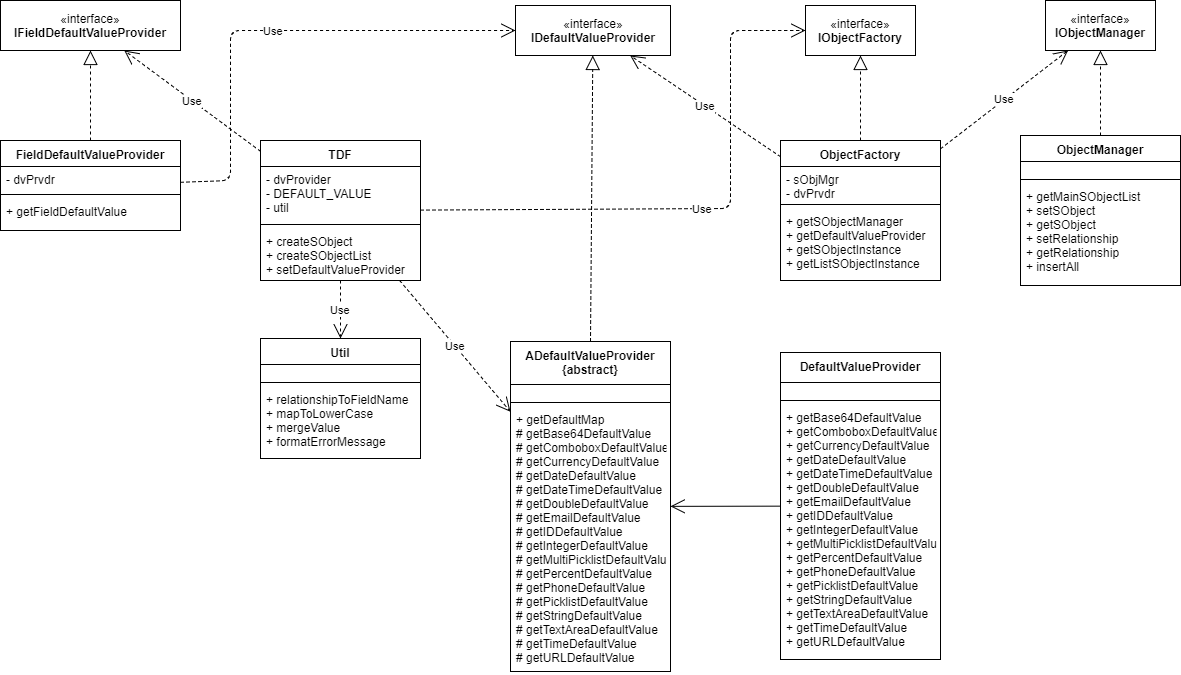 «interface»
IFieldDefaultValueProvider
«interface»
IDefaultValueProvider
«interface»
IObjectFactory
«interface»
IObjectManager
Use
Use
Use
Use
FieldDefaultValueProvider
- dvPrvdr
+ getFieldDefaultValue
TDF
- dvProvider
- DEFAULT_VALUE
- util
+ createSObject
+ createSObjectList
+ setDefaultValueProvider
Use
ObjectFactory
- sObjMgr
- dvPrvdr
+ getSObjectManager
+ getDefaultValueProvider
+ getSObjectInstance
+ getListSObjectInstance
ObjectManager
+ getMainSObjectList
+ setSObject
+ getSObject
+ setRelationship
+ getRelationship
+ insertAll
Use
Use
Util
+ relationshipToFieldName
+ mapToLowerCase
+ mergeValue
+ formatErrorMessage
ADefaultValueProvider
{abstract}
+ getDefaultMap
# getBase64DefaultValue
# getComboboxDefaultValue
# getCurrencyDefaultValue
# getDateDefaultValue
# getDateTimeDefaultValue
# getDoubleDefaultValue
# getEmailDefaultValue
# getIDDefaultValue
# getIntegerDefaultValue
# getMultiPicklistDefaultValu
# getPercentDefaultValue
# getPhoneDefaultValue
# getPicklistDefaultValue
# getStringDefaultValue
# getTextAreaDefaultValue
# getTimeDefaultValue
# getURLDefaultValue
DefaultValueProvider
+ getBase64DefaultValue
+ getComboboxDefaultValue
+ getCurrencyDefaultValue
+ getDateDefaultValue
+ getDateTimeDefaultValue
+ getDoubleDefaultValue
+ getEmailDefaultValue
+ getIDDefaultValue
+ getIntegerDefaultValue
+ getMultiPicklistDefaultValu
+ getPercentDefaultValue
+ getPhoneDefaultValue
+ getPicklistDefaultValue
+ getStringDefaultValue
+ getTextAreaDefaultValue
+ getTimeDefaultValue
+ getURLDefaultValue